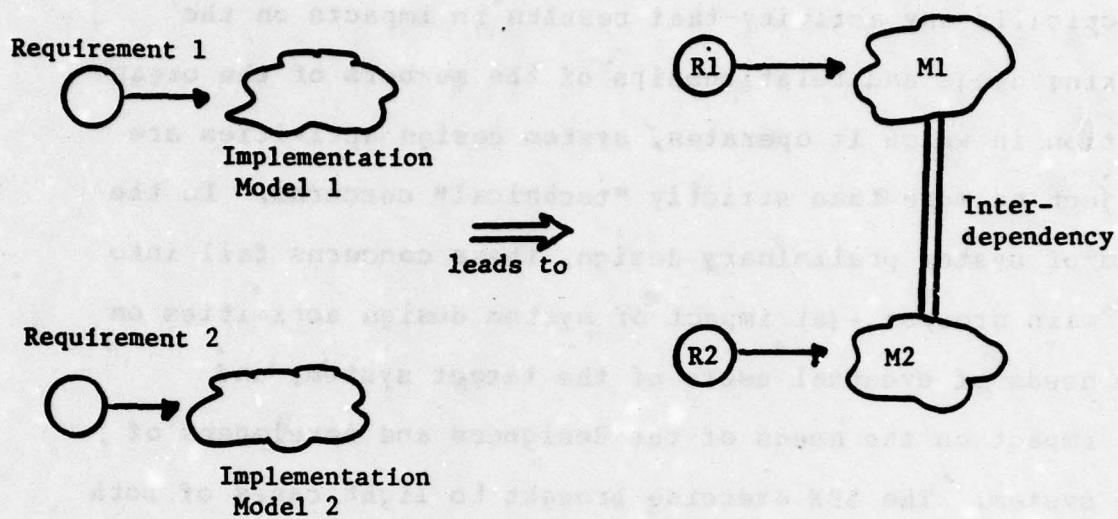 Requirement 1
Implementation
Model 1
Requirement 2
Implementation
Model 2
leads to
R1
M1
Inter-
dependency
R2
M2